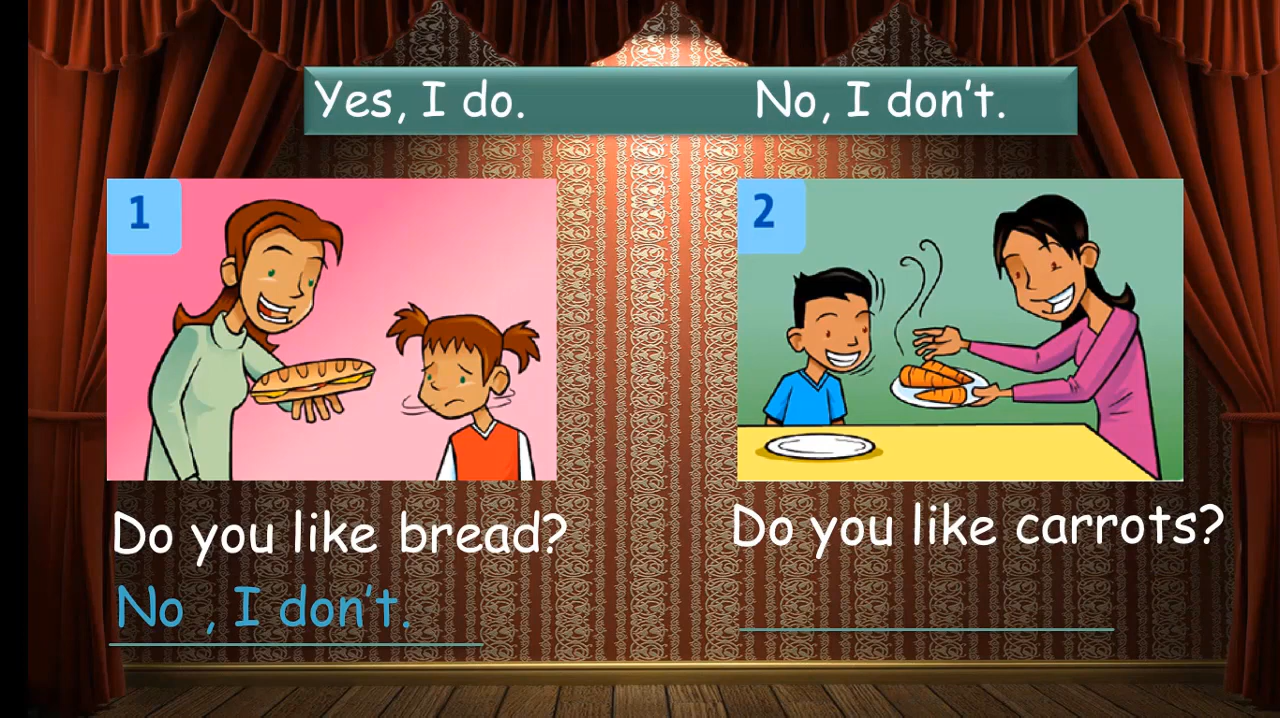 Yes, I do. No, I don't.
1
2
Do you like bread?
No , I don't.
Do you like carrots?